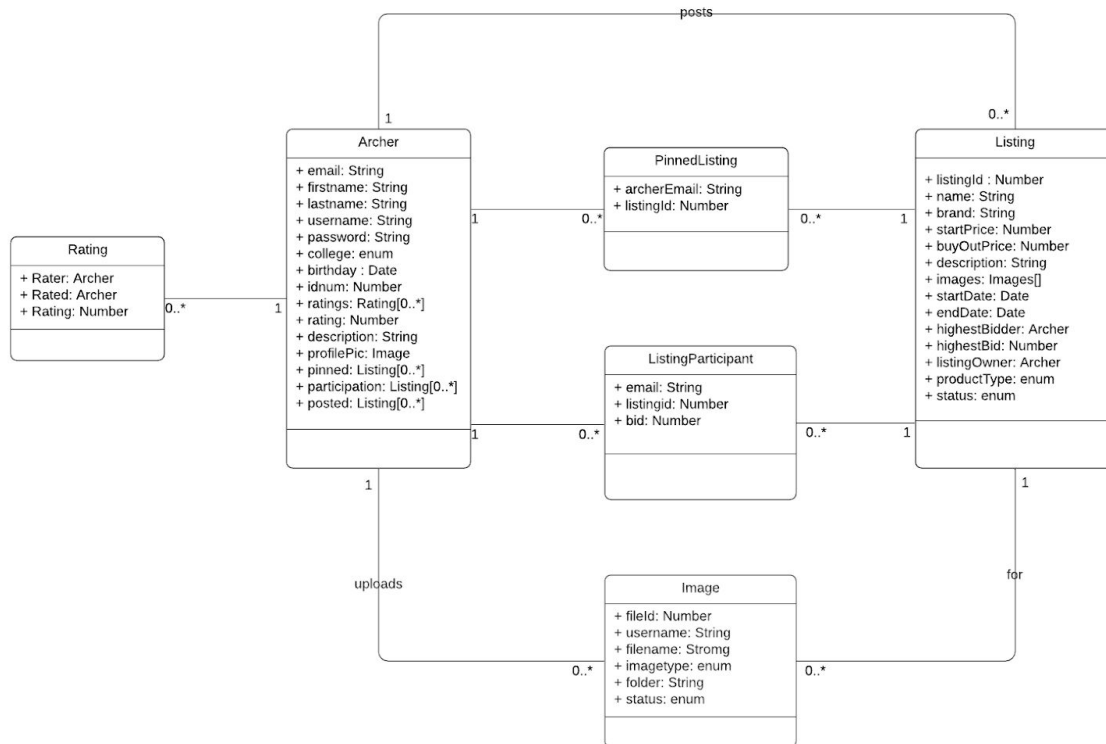 posts
1
0..*
Archer
+ email: String
+ firstname: String
+ lastname: String
+ username: String
+ password: String
+ college: enum
+ birthday : Date
+ idnum: Number
+ ratings: Rating[0..*]
+ rating: Number
+ description: String
+ profilePic: Image
+ pinned: Listing[0..*]
+ participation: Listing[0..*]
+ posted: Listing[0..*]
PinnedListing
+ archerEmail: String
+ listingId: Number
Listing
+ listingId : Number
+ name: String
+ brand: String
+ startPrice: Number
+ buyOutPrice: Number
+ description: String
+ images: Images[]
+ startDate: Date
+ endDate: Date
+ highestBidder: Archer
+ highestBid: Number
+ listingOwner: Archer
+ productType: enum
+ status: enum
1
0..*
0..*
1
Rating
+ Rater: Archer
+ Rated: Archer
+ Rating: Number
0..*
1
ListingParticipant
+ email: String
+ listingid: Number
+ bid: Number
1
0..*
0..*
1
1
1
uploads
for
Image
+ fileId: Number
+ username: String
+ filename: Stromg
+ imagetype: enum
+ folder: String
+ status: enum
0..*
0..*